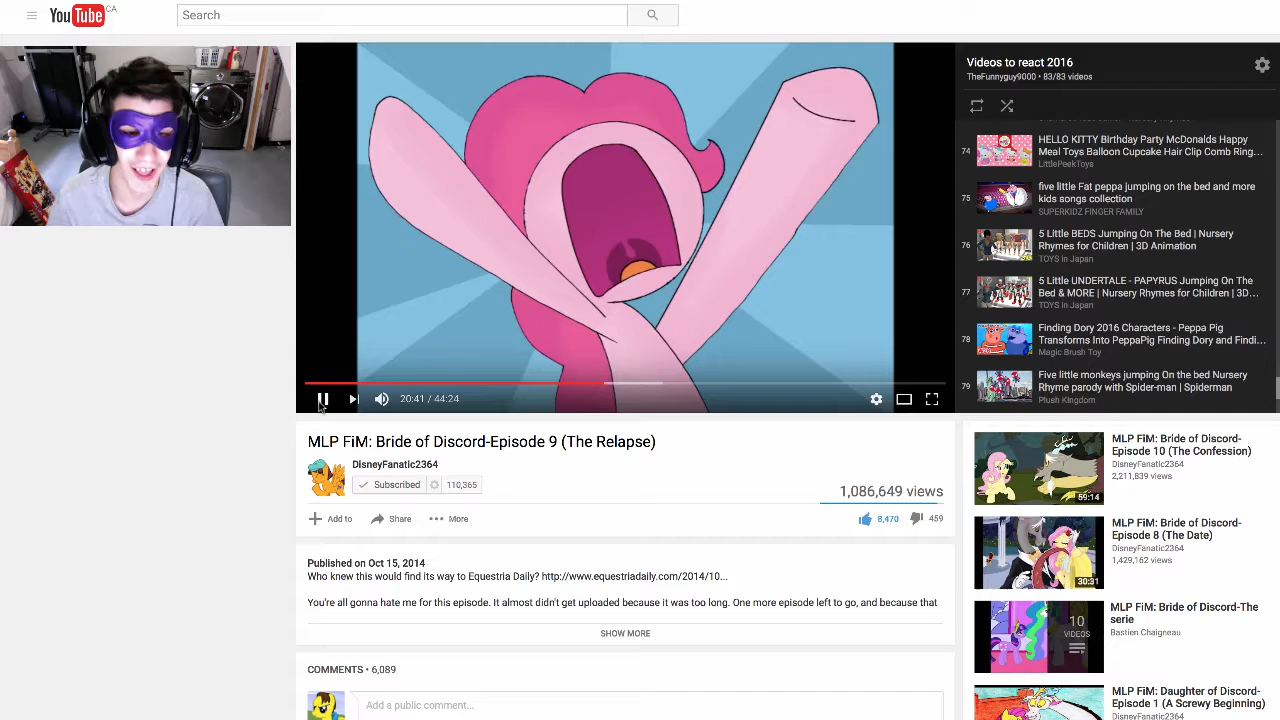 YouTube CA
Search
Videos to react 2016
TheFunnyguy9000 • 83/83 videos
74
HELLO KITTY Birthday Party McDonalds Happy
Meal Toys Balloon Cupcake Hair Clip Comb Ring...
LittlePeekToys
75
five little Fat peppa jumping on the bed and more
kids songs collection
SUPERKIDZ FINGER FAMILY
76
5 Little BEDS Jumping On The Bed | Nursery
Rhymes for Children | 3D Animation
TOYS in Japan
77
5 Little UNDERTALE - PAPYRUS Jumping On The
Bed & MORE | Nursery Rhymes for Children | 3D...
TOYS in Japan
78
Finding Dory 2016 Characters - Peppa Pig
Transforms Into PeppaPig Finding Dory and Findi...
Magic Brush Toy
79
Five little monkeys jumping On the bed Nursery
Rhyme parody with Spider-man | Spiderman
Plush Kingdom
20:41 / 44:24
MLP FiM: Bride of Discord-Episode 9 (The Relapse)
DisneyFanatic2364
Subscribed 110,365
1,086,649 views
Add to Share More
8,470 459
Published on Oct 15, 2014
Who knew this would find its way to Equestria Daily? http://www.equestriadaily.com/2014/10...
You're all gonna hate me for this episode. It almost didn't get uploaded because it was too long. One more episode left to go, and because that
SHOW MORE
COMMENTS • 6,089
Add a public comment...
MLP FiM: Bride of Discord-
Episode 10 (The Confession)
DisneyFanatic2364
2,211,839 views
59:14
MLP FiM: Bride of Discord-
Episode 8 (The Date)
DisneyFanatic2364
1,429,162 views
30:31
MLP FiM: Bride of Discord-The
serie
Bastien Chaigneau
10
VIDEOS
MLP FiM: Daughter of Discord-
Episode 1 (A Screwy Beginning)
DisneyFanatic2364